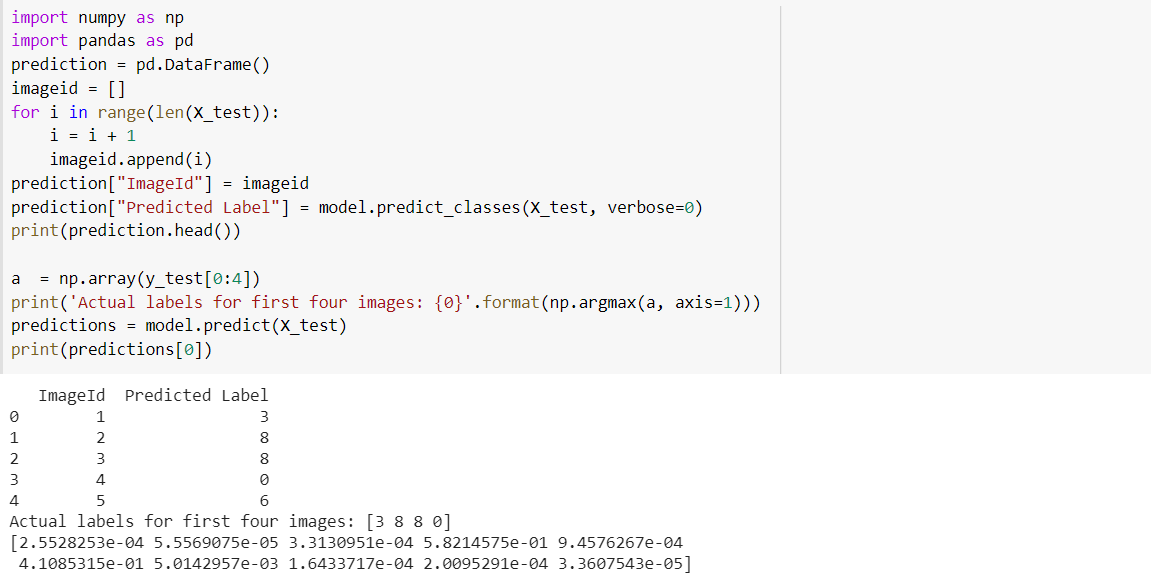 import numpy as np
import pandas as pd
prediction = pd.DataFrame()
imageid = []
for i in range(len(X_test)):
    i = i + 1
    imageid.append(i)
prediction["ImageId"] = imageid
prediction["Predicted Label"] = model.predict_classes(X_test, verbose=0)
print(prediction.head())

a  = np.array(y_test[0:4])
print('Actual labels for first four images: {0}'.format(np.argmax(a, axis=1)))
predictions = model.predict(X_test)
print(predictions[0])
   ImageId  Predicted Label
0        1                3
1        2                8
2        3                8
3        4                0
4        5                6
Actual labels for first four images: [3 8 8 0]
[2.5528253e-04 5.5569075e-05 3.3130951e-04 5.8214575e-01 9.4576267e-04
 4.1085315e-01 5.0142957e-03 1.6433717e-04 2.0095291e-04 3.3607543e-05]